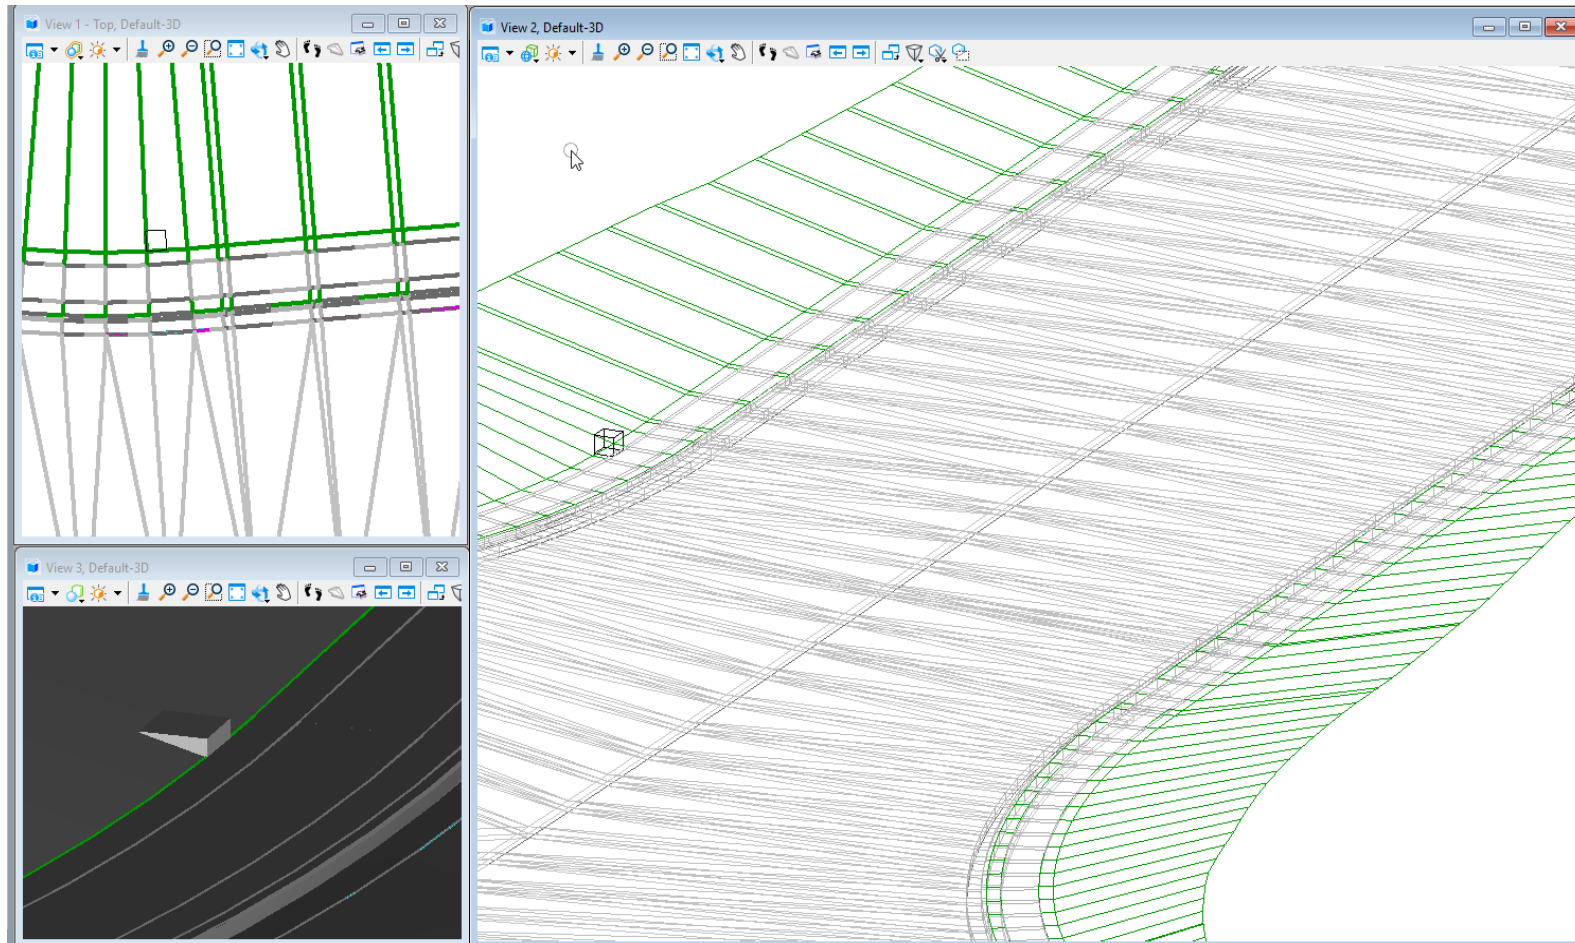 View 1 - Top, Default-3D
View 2, Default-3D
View 3, Default-3D